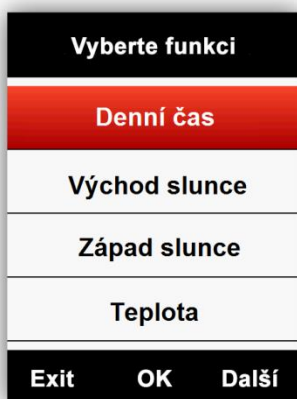 Vyberte funkci
Denní čas
Východ slunce
Západ slunce
Teplota
Exit OK Další